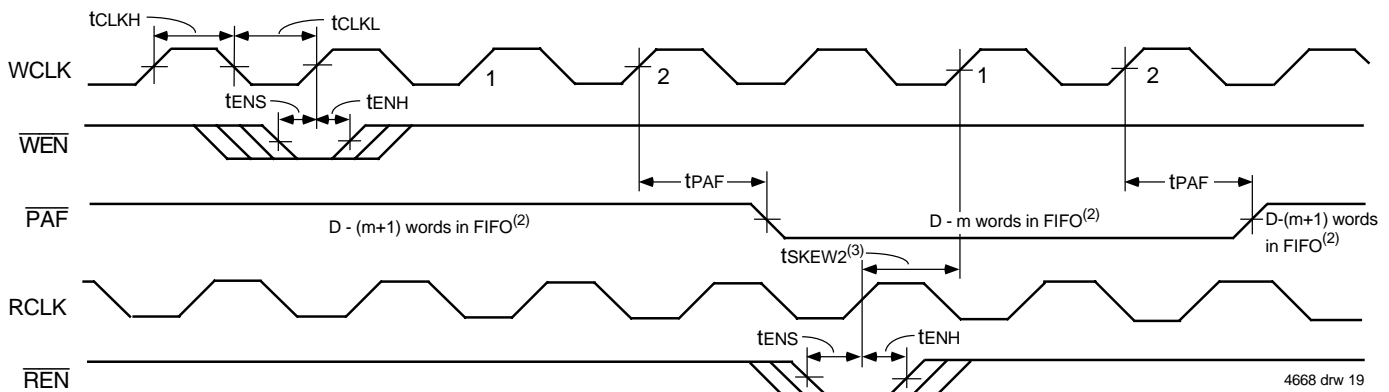 tCLKH
tCLKL
WCLK
1
2
1
2
tENS
tENH
WEN
tPAF
tPAF
PAF
D - (m+1) words in FIFO(2)
D - m words in FIFO(2)
D-(m+1) words
in FIFO(2)
tSKEW2(3)
RCLK
tENS
tENH
REN
4668 drw 19